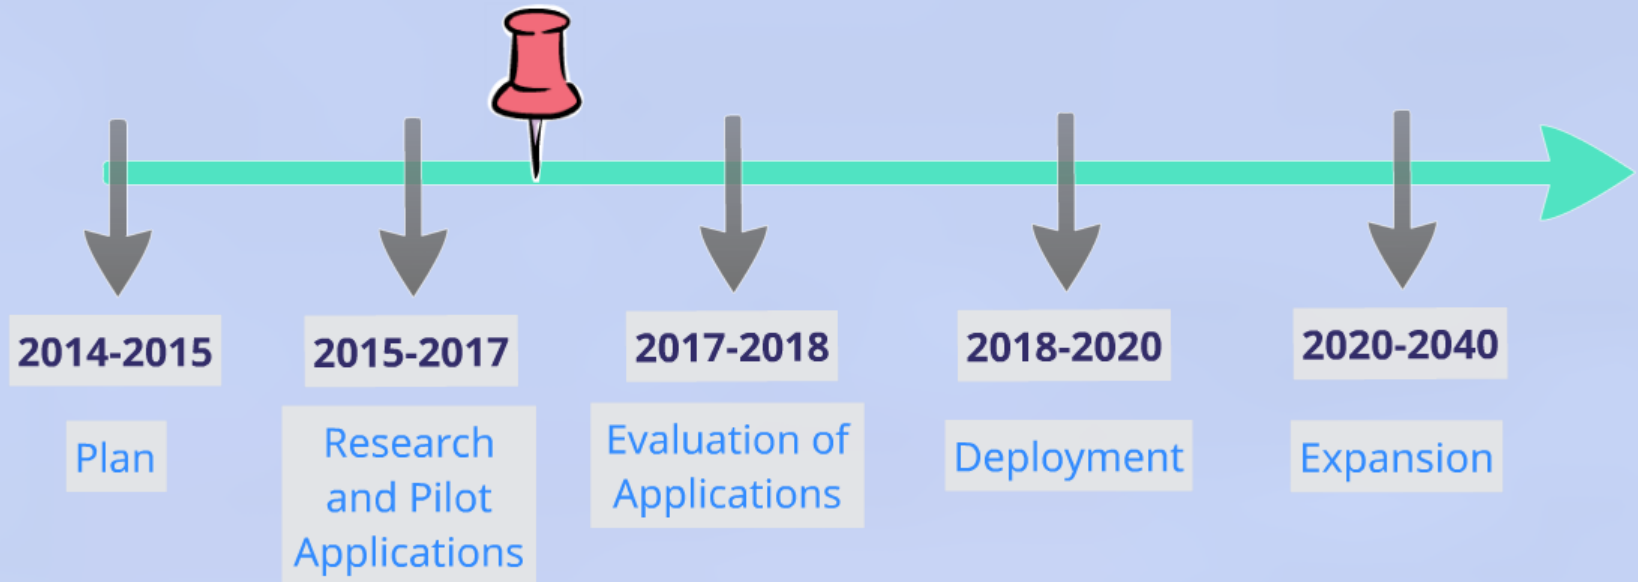 2014-2015
Plan
2015-2017
Research
and Pilot
Applications
2017-2018
Evaluation of
Applications
2018-2020
Deployment
2020-2040
Expansion